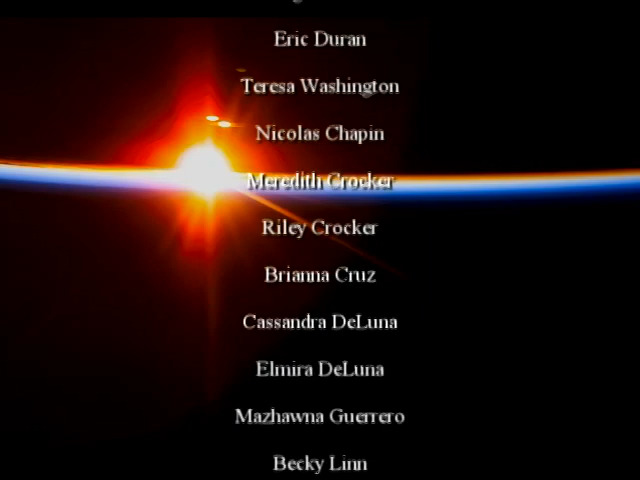 Eric Duran
Teresa Washington
Nicolas Chapin
Meredith Crocker
Riley Crocker
Brianna Cruz
Cassandra DeLuna
Elmira DeLuna
Mazhawna Guerrero
Becky Linn